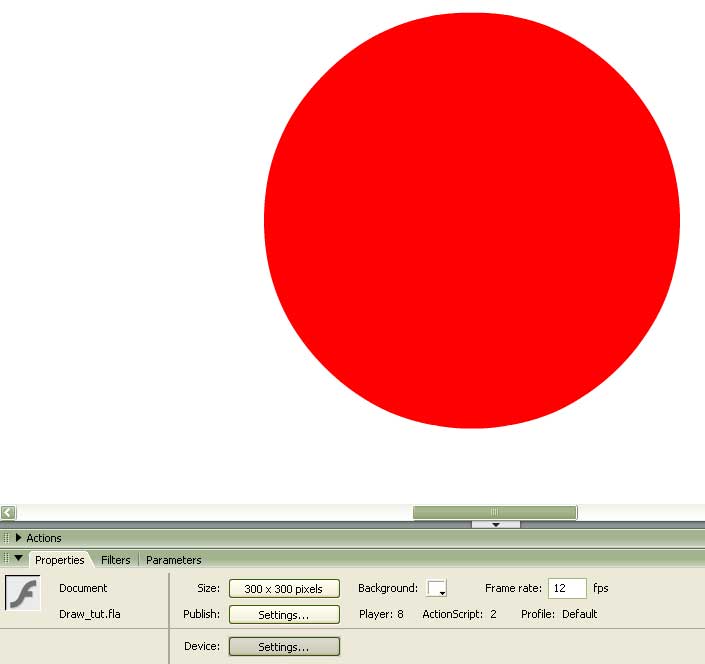 Actions
Properties Filters Parameters
Document Size: 300 x 300 pixels Background: Frame rate: 12 fps
Draw_tut.fla Publish: Settings... Player: 8 ActionScript: 2 Profile: Default
Device: Settings...